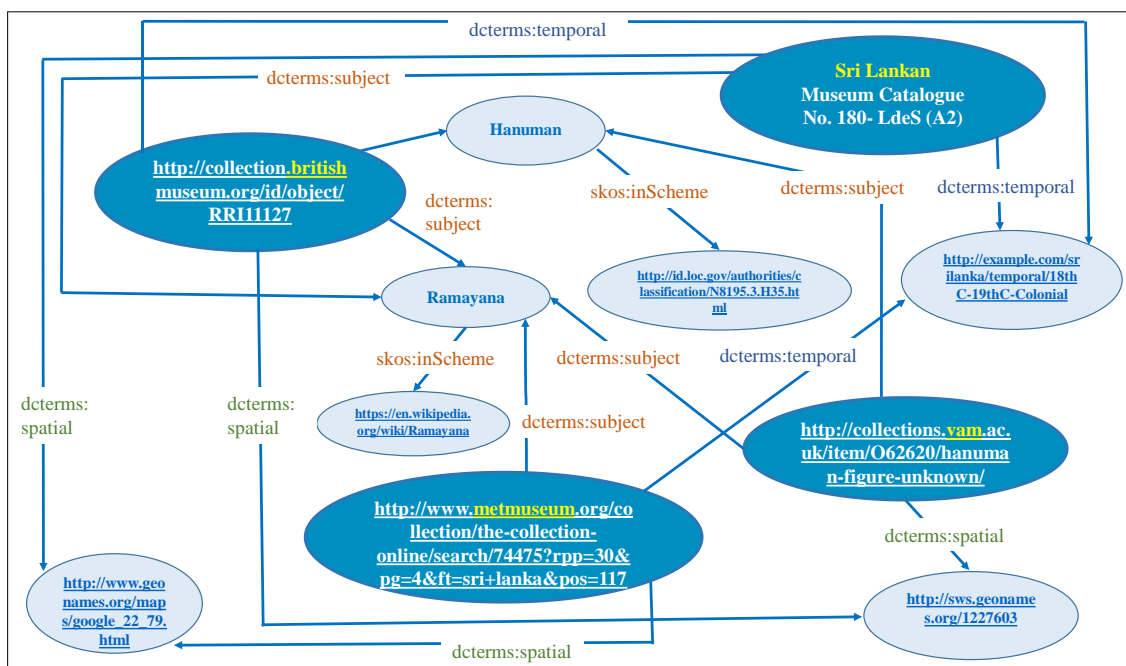 dcterms:temporal
dcterms:subject
Sri Lankan
Museum Catalogue
No. 180- LdeS (A2)
Hanuman
http://collection.british
museum.org/id/object/
RRI11127
dcterms:
subject
skos:inScheme
dcterms:subject
dcterms:temporal
http://id.loc.gov/authorities/c
lassification/N8195.3.H35.ht
ml
http://example.com/sr
ilanka/temporal/18th
C-19thC-Colonial
Ramayana
skos:inScheme
dcterms:subject
dcterms:temporal
dcterms:
spatial
dcterms:
spatial
https://en.wikipedia.
org/wiki/Ramayana
dcterms:subject
http://collections.vam.ac.
uk/item/O62620/hanuma
n-figure-unknown/
http://www.metmuseum.org/co
llection/the-collection-
online/search/74475?rpp=30&
pg=4&ft=sri+lanka&pos=117
dcterms:spatial
http://www.geo
names.org/map
s/google_22_79.
html
http://sws.geoname
s.org/1227603
dcterms:spatial